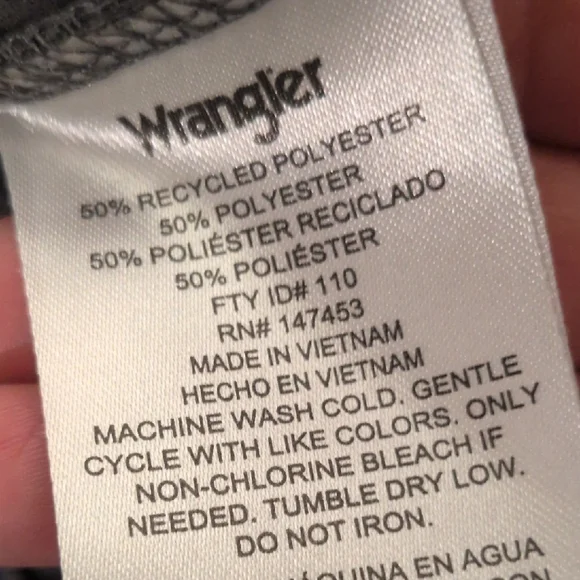 Wrangler
50% RECYCLED POLYESTER
50% POLYESTER
50% POLIÉSTER RECICLADO
50% POLIÉSTER
FTY ID# 110
RN# 147453
MADE IN VIETNAM
HECHO EN VIETNAM
MACHINE WASH COLD. GENTLE
CYCLE WITH LIKE COLORS. ONLY
NON-CHLORINE BLEACH IF
NEEDED. TUMBLE DRY LOW.
DO NOT IRON.
EN AGUA